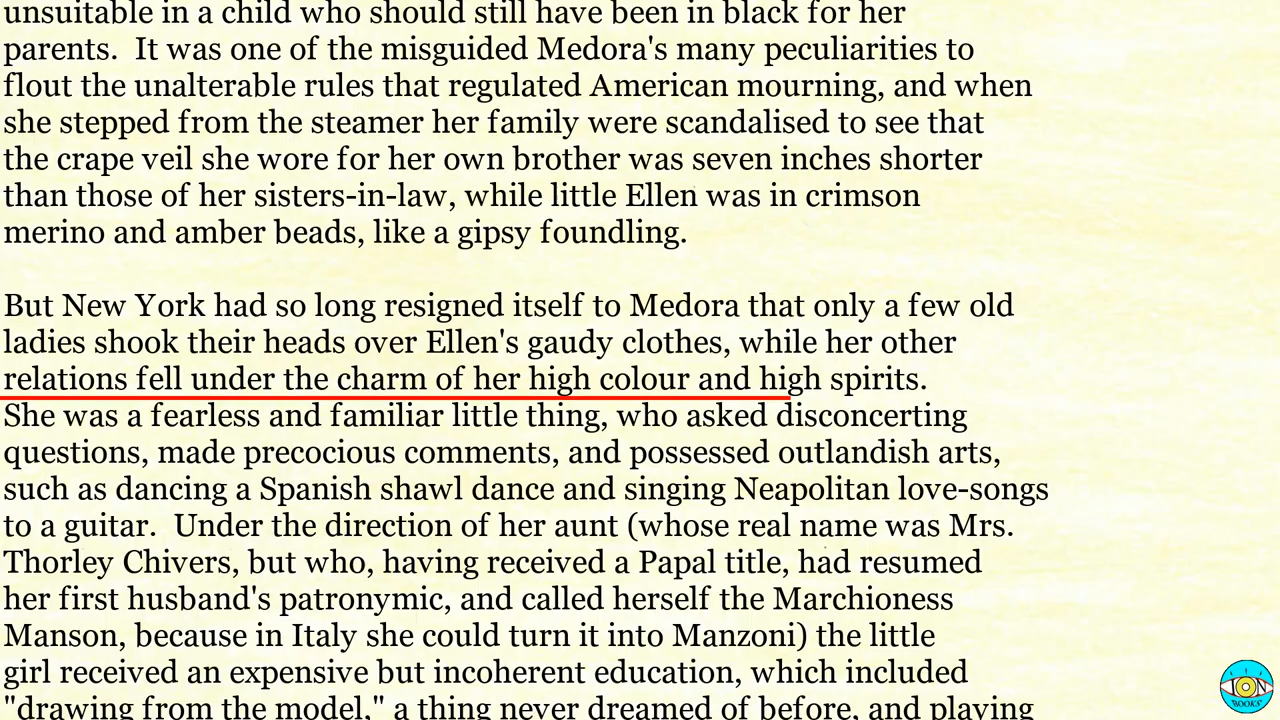 unsuitable in a child who should still have been in black for her
parents.  It was one of the misguided Medora's many peculiarities to
flout the unalterable rules that regulated American mourning, and when
she stepped from the steamer her family were scandalised to see that
the crape veil she wore for her own brother was seven inches shorter
than those of her sisters-in-law, while little Ellen was in crimson
merino and amber beads, like a gipsy foundling.

But New York had so long resigned itself to Medora that only a few old
ladies shook their heads over Ellen's gaudy clothes, while her other
relations fell under the charm of her high colour and high spirits.
She was a fearless and familiar little thing, who asked disconcerting
questions, made precocious comments, and possessed outlandish arts,
such as dancing a Spanish shawl dance and singing Neapolitan love-songs
to a guitar.  Under the direction of her aunt (whose real name was Mrs.
Thorley Chivers, but who, having received a Papal title, had resumed
her first husband's patronymic, and called herself the Marchioness
Manson, because in Italy she could turn it into Manzoni) the little
girl received an expensive but incoherent education, which included
"drawing from the model," a thing never dreamed of before, and playing
ION
BOOKS